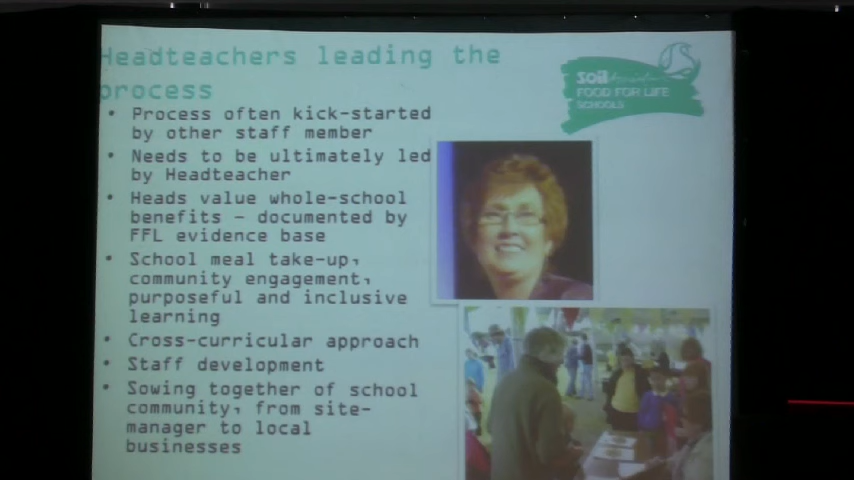 Headteachers leading the
process
• Process often kick-started
by other staff member
• Needs to be ultimately led
by Headteacher
• Heads value whole-school
benefits – documented by
FFL evidence base
• School meal take-up,
community engagement,
purposeful and inclusive
learning
• Cross-curricular approach
• Staff development
• Sowing together of school
community, from site-
manager to local
businesses
Soil Association
FOOD FOR LIFE
SCHOOLS